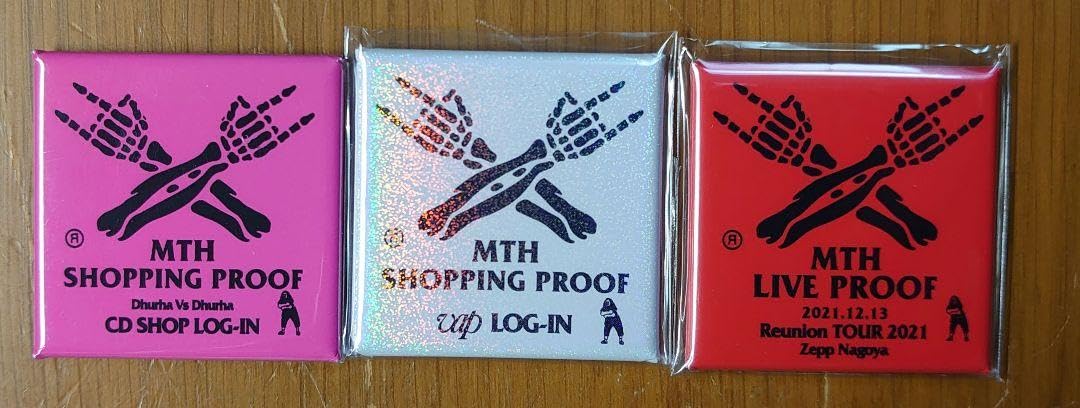 Ⓡ
MTH
SHOPPING PROOF
Dhurha Vs Dhurha
CD SHOP LOG-IN
Ⓡ
MTH
SHOPPING PROOF
vap LOG-IN
Ⓡ
MTH
LIVE PROOF
2021.12.13
Reunion TOUR 2021
Zepp Nagoya